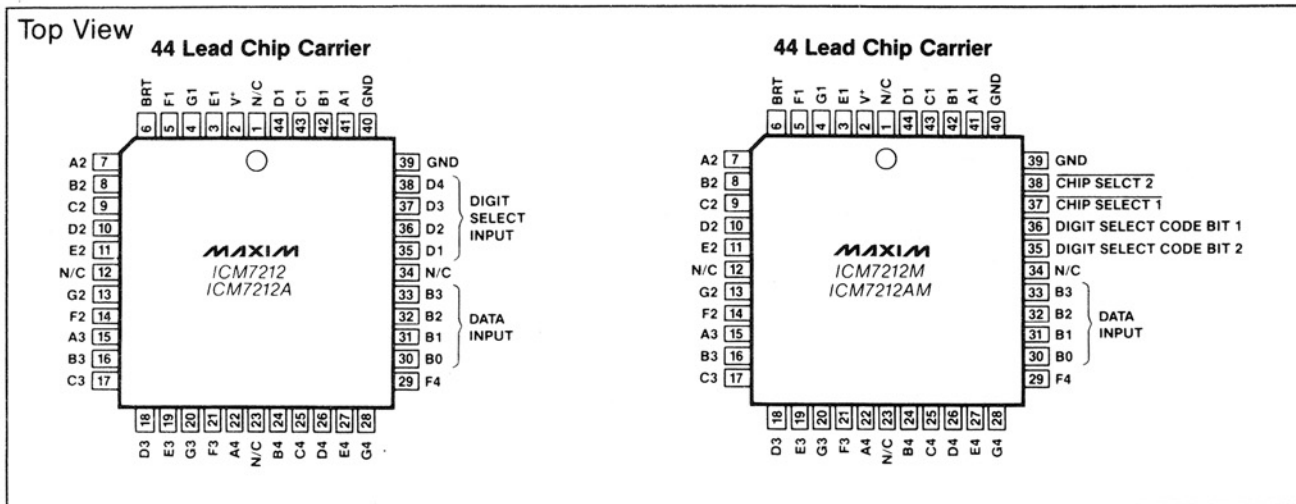 Top View
44 Lead Chip Carrier
BRT F1 G1 E1 V+ N/C D1 C1 B1 A1 GND
6 5 4 3 2 1 44 43 42 41 40
A2 7
B2 8
C2 9
D2 10
E2 11
N/C 12
G2 13
F2 14
A3 15
B3 16
C3 17
MAXIM
ICM7212
ICM7212A
39 GND
38 D4
37 D3
36 D2
35 D1
DIGIT
SELECT
INPUT
34 N/C
33 B3
32 B2
31 B1
30 B0
DATA
INPUT
29 F4
18 19 20 21 22 23 24 25 26 27 28
D3 E3 G3 F3 A4 N/C B4 C4 D4 E4 G4
44 Lead Chip Carrier
BRT F1 G1 E1 V+ N/C D1 C1 B1 A1 GND
6 5 4 3 2 1 44 43 42 41 40
A2 7
B2 8
C2 9
D2 10
E2 11
N/C 12
G2 13
F2 14
A3 15
B3 16
C3 17
MAXIM
ICM7212M
ICM7212AM
39 GND
38 CHIP SELCT 2
37 CHIP SELECT 1
36 DIGIT SELECT CODE BIT 1
35 DIGIT SELECT CODE BIT 2
34 N/C
33 B3
32 B2
31 B1
30 B0
DATA
INPUT
29 F4
18 19 20 21 22 23 24 25 26 27 28
D3 E3 G3 F3 A4 N/C B4 C4 D4 E4 G4